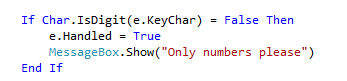 If Char.IsDigit(e.KeyChar) = False Then
    e.Handled = True
    MessageBox.Show("Only numbers please")
End If